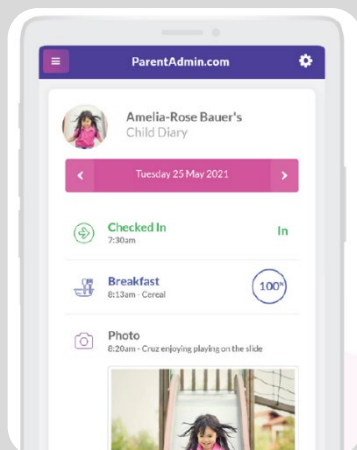 ParentAdmin.com
Amelia-Rose Bauer's
Child Diary
Tuesday 25 May 2021
Checked In
In
7:30am
Breakfast
100%
8:13am - Cereal
Photo
8:20am - Cruz enjoying playing on the slide